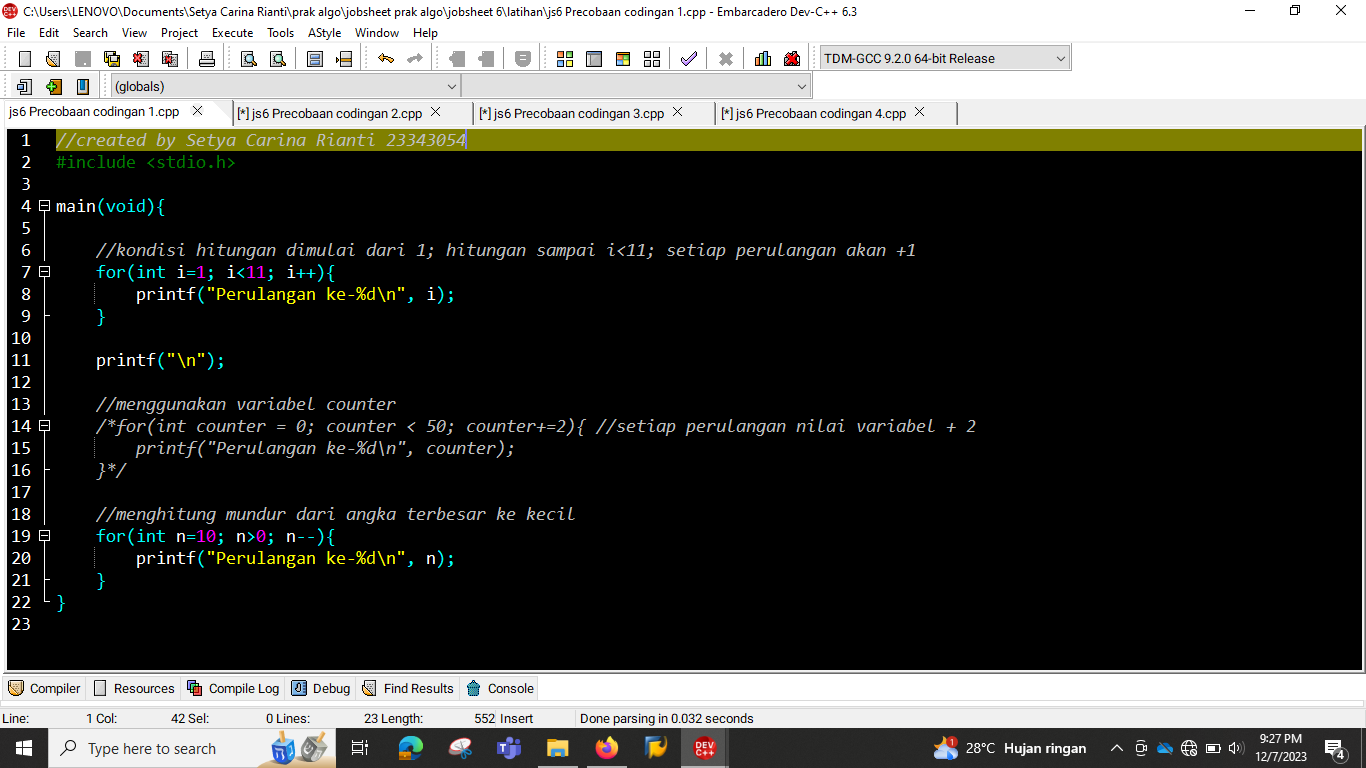 C:\Users\LENOVO\Documents\Setya Carina Rianti\prak algo\jobsheet prak algo\jobsheet 6\latihan\js6 Precobaan codingan 1.cpp - Embarcadero Dev-C++ 6.3
File Edit Search View Project Execute Tools AStyle Window Help
TDM-GCC 9.2.0 64-bit Release
(globals)
js6 Precobaan codingan 1.cpp [*] js6 Precobaan codingan 2.cpp [*] js6 Precobaan codingan 3.cpp [*] js6 Precobaan codingan 4.cpp
1 //created by Setya Carina Rianti 23343054
2 #include <stdio.h>
3
4 main(void){
5
6 //kondisi hitungan dimulai dari 1; hitungan sampai i<11; setiap perulangan akan +1
7 for(int i=1; i<11; i++){
8 printf("Perulangan ke-%d\n", i);
9 }
10
11 printf("\n");
12
13 //menggunakan variabel counter
14 /*for(int counter = 0; counter < 50; counter+=2){ //setiap perulangan nilai variabel + 2
15 printf("Perulangan ke-%d\n", counter);
16 }*/
17
18 //menghitung mundur dari angka terbesar ke kecil
19 for(int n=10; n>0; n--){
20 printf("Perulangan ke-%d\n", n);
21 }
22 }
23
Compiler Resources Compile Log Debug Find Results Console
Line: 1 Col: 42 Sel: 0 Lines: 23 Length: 552 Insert Done parsing in 0.032 seconds
Type here to search DEV C++ 1 28°C Hujan ringan 9:27 PM
12/7/2023 4